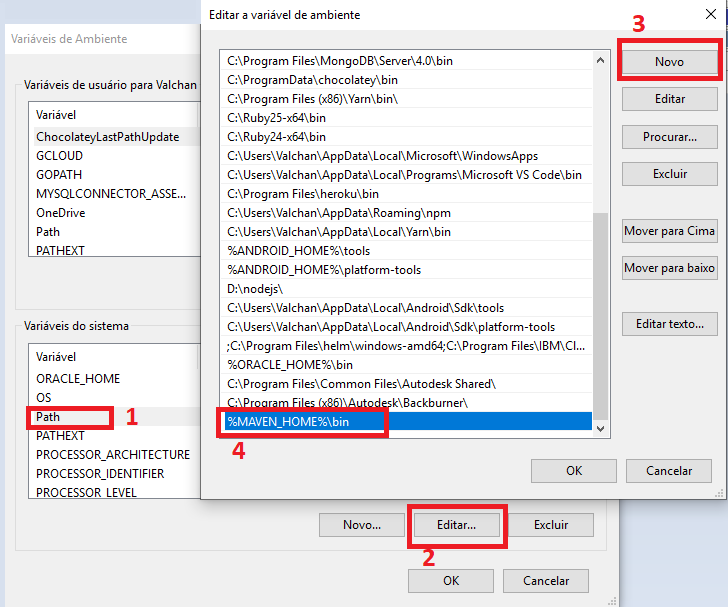 Variáveis de Ambiente
Variáveis de usuário para Valchan
Variável
ChocolateyLastPathUpdate
GCLOUD
GOPATH
MYSQLCONNECTOR_ASSE...
OneDrive
Path
PATHEXT
Variáveis do sistema
Variável
ORACLE_HOME
OS
Path
1
PATHEXT
PROCESSOR_ARCHITECTURE
PROCESSOR_IDENTIFIER
PROCESSOR_LEVEL
Novo...
Editar...
Excluir
2
OK
Cancelar
Editar a variável de ambiente
3
C:\Program Files\MongoDB\Server\4.0\bin
C:\ProgramData\chocolatey\bin
C:\Program Files (x86)\Yarn\bin\
C:\Ruby25-x64\bin
C:\Ruby24-x64\bin
C:\Users\Valchan\AppData\Local\Microsoft\WindowsApps
C:\Users\Valchan\AppData\Local\Programs\Microsoft VS Code\bin
C:\Program Files\heroku\bin
C:\Users\Valchan\AppData\Roaming\npm
C:\Users\Valchan\AppData\Local\Yarn\bin
%ANDROID_HOME%\tools
%ANDROID_HOME%\platform-tools
D:\nodejs\
C:\Users\Valchan\AppData\Local\Android\Sdk\tools
C:\Users\Valchan\AppData\Local\Android\Sdk\platform-tools
;C:\Program Files\helm\windows-amd64;C:\Program Files\IBM\Cl...
%ORACLE_HOME%\bin
C:\Program Files\Common Files\Autodesk Shared\
C:\Program Files (x86)\Autodesk\Backburner\
%MAVEN_HOME%\bin
4
Novo
Editar
Procurar...
Excluir
Mover para Cima
Mover para baixo
Editar texto...
OK
Cancelar